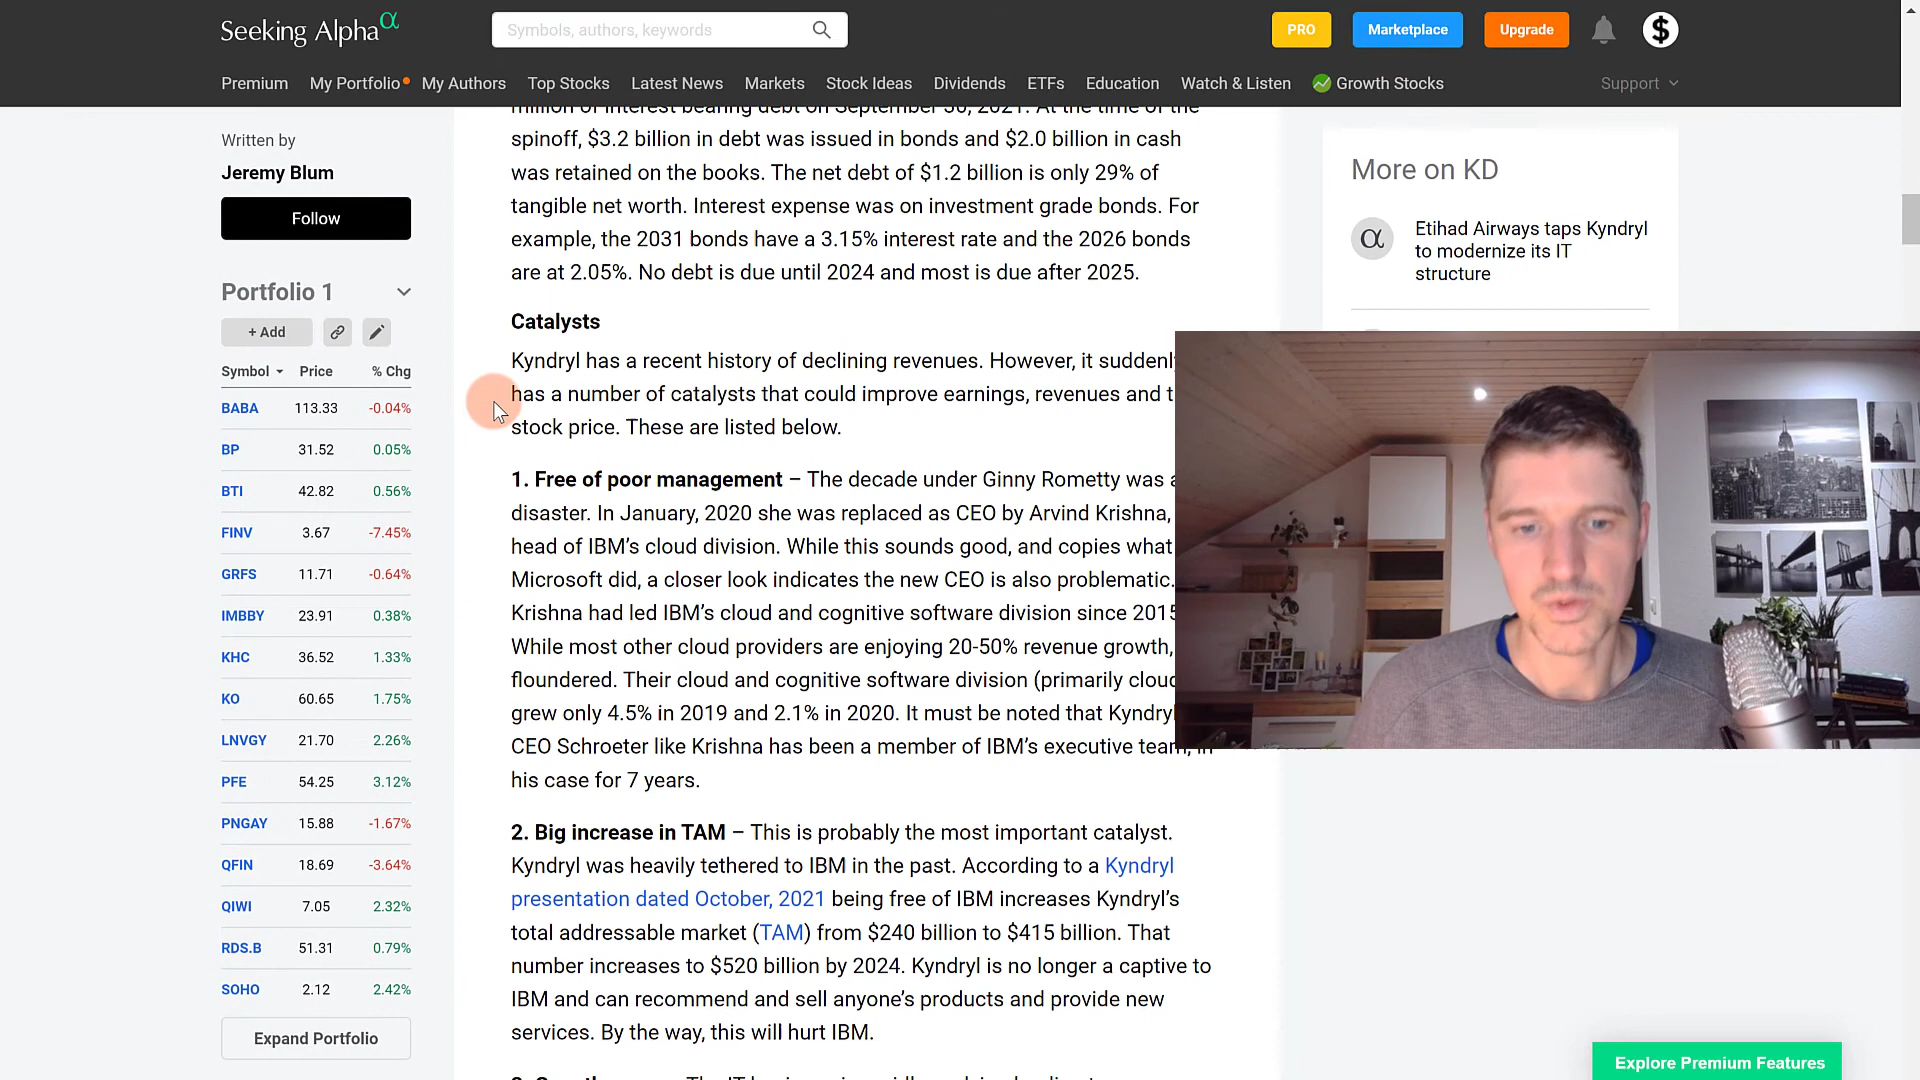 Seeking Alpha α
Symbols, authors, keywords
PRO
Marketplace
Upgrade
$
Premium My Portfolio My Authors Top Stocks Latest News Markets Stock Ideas Dividends ETFs Education Watch & Listen Growth Stocks Support
Written by
Jeremy Blum
Follow
Portfolio 1
+ Add
Symbol Price % Chg
BABA 113.33 -0.04%
BP 31.52 0.05%
BTI 42.82 0.56%
FINV 3.67 -7.45%
GRFS 11.71 -0.64%
IMBBY 23.91 0.38%
KHC 36.52 1.33%
KO 60.65 1.75%
LNVGY 21.70 2.26%
PFE 54.25 3.12%
PNGAY 15.88 -1.67%
QFIN 18.69 -3.64%
QIWI 7.05 2.32%
RDS.B 51.31 0.79%
SOHO 2.12 2.42%
Expand Portfolio
million of interest bearing debt on September 30, 2021. At the time of the
spinoff, $3.2 billion in debt was issued in bonds and $2.0 billion in cash
was retained on the books. The net debt of $1.2 billion is only 29% of
tangible net worth. Interest expense was on investment grade bonds. For
example, the 2031 bonds have a 3.15% interest rate and the 2026 bonds
are at 2.05%. No debt is due until 2024 and most is due after 2025.
Catalysts
Kyndryl has a recent history of declining revenues. However, it suddenl
has a number of catalysts that could improve earnings, revenues and t
stock price. These are listed below.
1. Free of poor management – The decade under Ginny Rometty was a
disaster. In January, 2020 she was replaced as CEO by Arvind Krishna,
head of IBM’s cloud division. While this sounds good, and copies what
Microsoft did, a closer look indicates the new CEO is also problematic.
Krishna had led IBM’s cloud and cognitive software division since 2015
While most other cloud providers are enjoying 20-50% revenue growth,
floundered. Their cloud and cognitive software division (primarily clou
grew only 4.5% in 2019 and 2.1% in 2020. It must be noted that Kyndryl
CEO Schroeter like Krishna has been a member of IBM’s executive team, in
his case for 7 years.
2. Big increase in TAM – This is probably the most important catalyst.
Kyndryl was heavily tethered to IBM in the past. According to a Kyndryl
presentation dated October, 2021 being free of IBM increases Kyndryl’s
total addressable market (TAM) from $240 billion to $415 billion. That
number increases to $520 billion by 2024. Kyndryl is no longer a captive to
IBM and can recommend and sell anyone’s products and provide new
services. By the way, this will hurt IBM.
More on KD
α
Etihad Airways taps Kyndryl
to modernize its IT
structure
Explore Premium Features